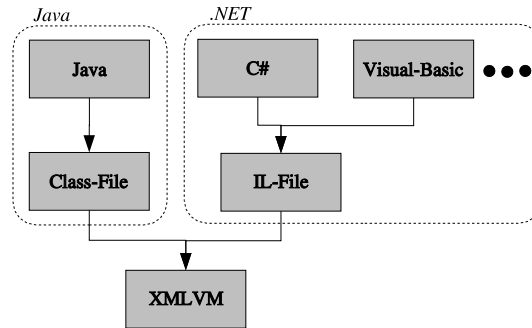 Java
.NET
Java
C#
Visual-Basic
Class-File
IL-File
XMLVM